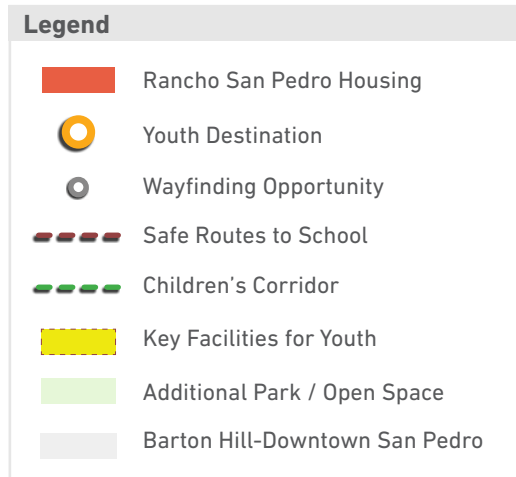 Legend
Rancho San Pedro Housing
Youth Destination
Wayfinding Opportunity
Safe Routes to School
Children’s Corridor
Key Facilities for Youth
Additional Park / Open Space
Barton Hill-Downtown San Pedro